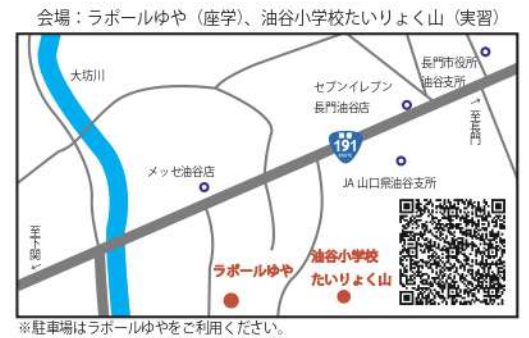 会場：ラポールゆや（座学）、油谷小学校たいりょく山（実習）
大坊川
長門市役所
油谷支所
セブンイレブン
長門油谷店
至長門
国道
191
ROUTE
メッセ油谷店
JA山口県油谷支所
至下関
ラポールゆや
油谷小学校
たいりょく山
※駐車場はラポールゆやをご利用ください。